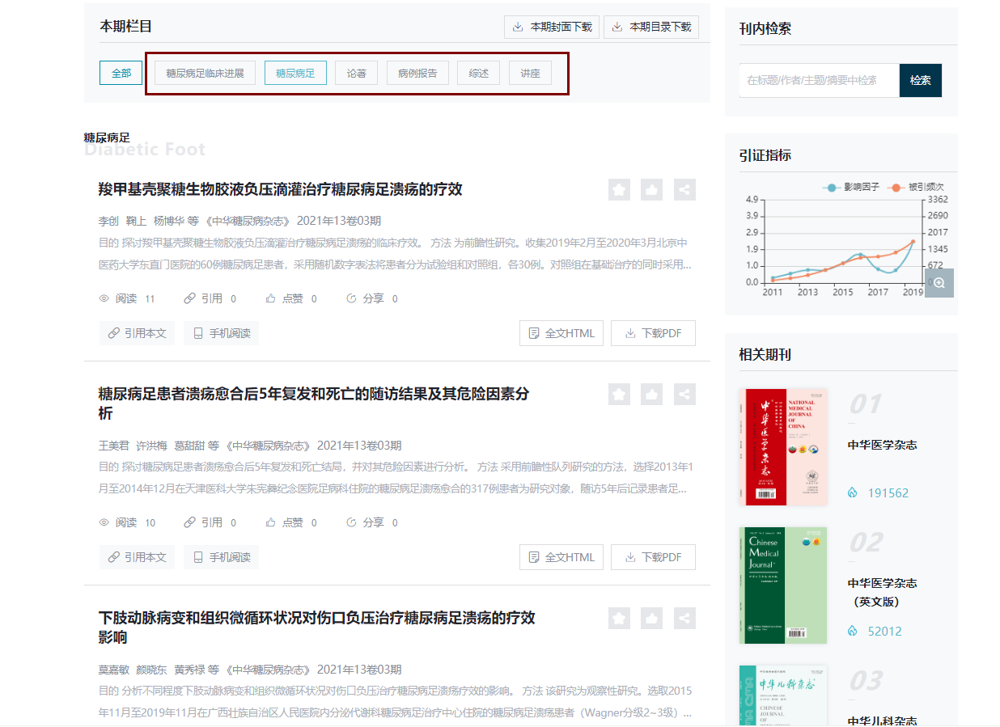 本期栏目
本期封面下载
本期目录下载
全部
糖尿病足临床进展
糖尿病足
论著
病例报告
综述
讲座
糖尿病足
Diabetic Foot
羧甲基壳聚糖生物胶液负压滴灌治疗糖尿病足溃疡的疗效
李创 鞠上 杨博华 等 《中华糖尿病杂志》 2021年13卷03期
目的 探讨羧甲基壳聚糖生物胶液负压滴灌治疗糖尿病足溃疡的临床疗效。 方法 为前瞻性研究。收集2019年2月至2020年3月北京中
医药大学东直门医院的60例糖尿病足患者，采用随机数字表法将患者分为试验组和对照组，各30例。对照组在基础治疗的同时采用...
阅读 11 引用 0 点赞 0 分享 0
引用本文 手机阅读 全文HTML 下载PDF
糖尿病足患者溃疡愈合后5年复发和死亡的随访结果及其危险因素分
析
王美君 许洪梅 葛甜甜 等 《中华糖尿病杂志》 2021年13卷03期
目的 探讨糖尿病足患者溃疡愈合后5年复发和死亡结局，并对其危险因素进行分析。 方法 采用前瞻性队列研究的方法，选择2013年1
月至2014年12月在天津医科大学朱宪彝纪念医院足病科住院的糖尿病足溃疡愈合的317例患者为研究对象，随访5年后记录患者足...
阅读 10 引用 0 点赞 0 分享 0
引用本文 手机阅读 全文HTML 下载PDF
下肢动脉病变和组织微循环状况对伤口负压治疗糖尿病足溃疡的疗效
影响
莫嘉敏 颜晓东 黄秀禄 等 《中华糖尿病杂志》 2021年13卷03期
目的 分析不同程度下肢动脉病变和组织微循环状况对伤口负压治疗糖尿病足溃疡疗效的影响。 方法 该研究为观察性研究。选取2015
年11月至2019年11月在广西壮族自治区人民医院内分泌代谢科糖尿病足治疗中心住院的糖尿病足溃疡患者（Wagner分级2~3级）...
刊内检索
在标题/作者/主题/摘要中检索
检索
引证指标
影响因子 被引频次
4.9 3362
3.9 2690
2.9 2017
1.9 1345
1.0 672
0.0 0
2011 2013 2015 2017 2019
相关期刊
中华医学杂志
NATIONAL
MEDICAL
JOURNAL
OF
CHINA
01
中华医学杂志
191562
Chinese
Medical
Journal
02
中华医学杂志
（英文版）
52012
中华儿科杂志
CHINESE
JOURNAL
OF
03
中华儿科杂志